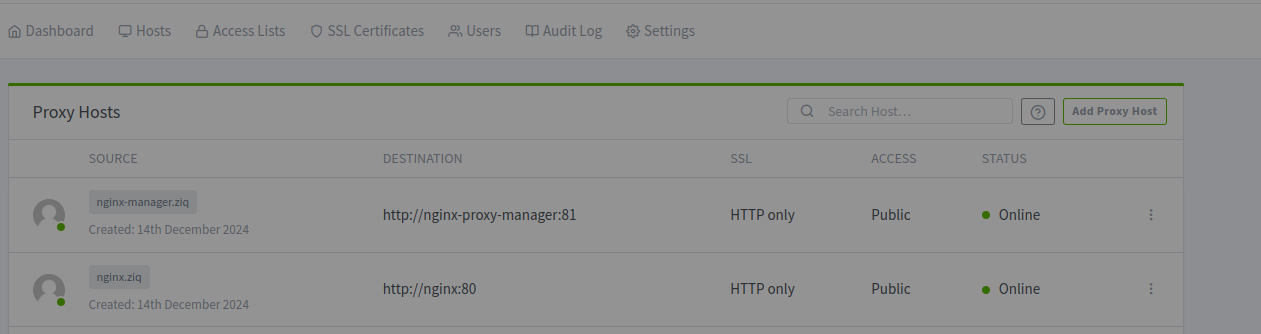 Dashboard Hosts Access Lists SSL Certificates Users Audit Log Settings
Proxy Hosts Search Host... Add Proxy Host
SOURCE DESTINATION SSL ACCESS STATUS
nginx-manager.ziq
http://nginx-proxy-manager:81 HTTP only Public Online
Created: 14th December 2024
nginx.ziq
http://nginx:80 HTTP only Public Online
Created: 14th December 2024